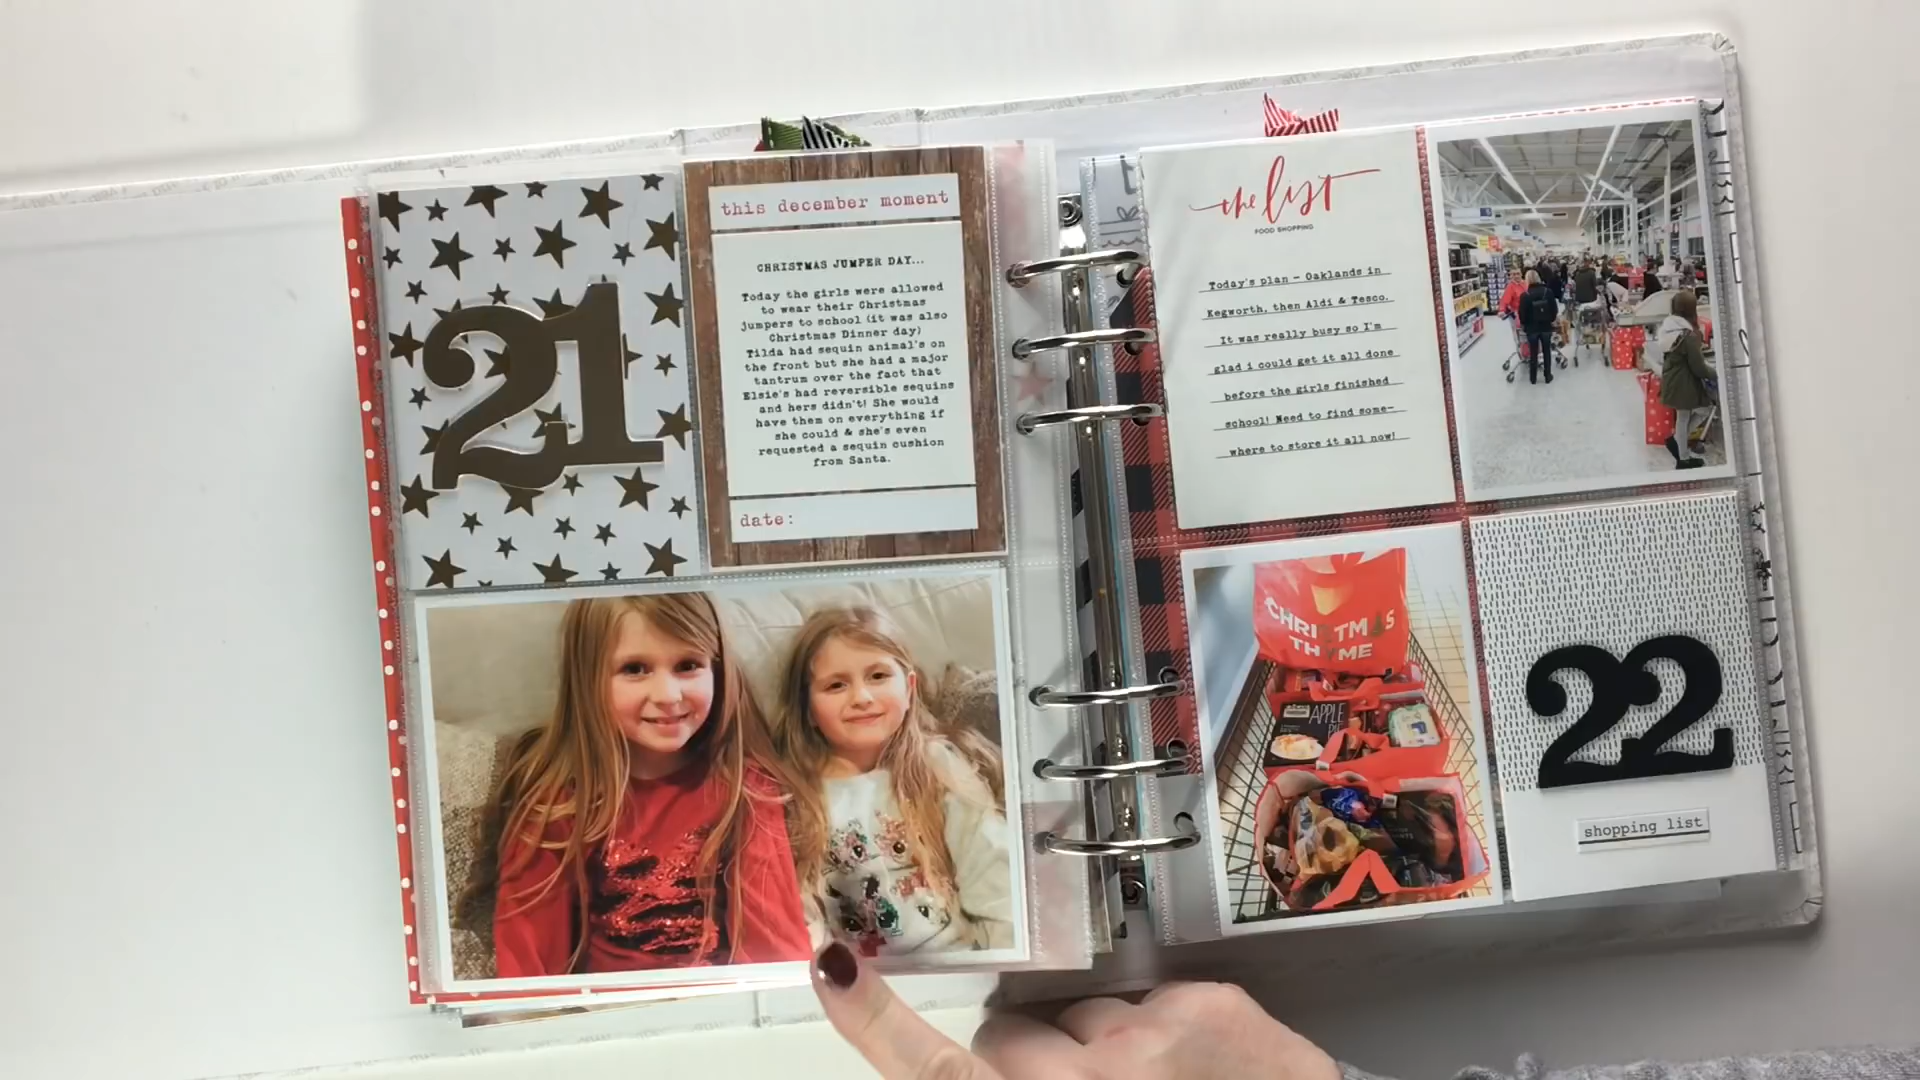 21
this december moment
CHRISTMAS JUMPER DAY...
Today the girls were allowed
to wear their Christmas
jumpers to school (it was also
Christmas Dinner day)
Tilda had sequin animal's on
the front but she had a major
tantrum over the fact that
Elsie's had reversible sequins
and hers didn't! She would
have them on everything if
she could & she's even
requested a sequin cushion
from Santa.
date:
the list
FOOD SHOPPING
Today's plan - Oaklands in
Kegworth, then Aldi & Tesco.
It was really busy so I'm
glad i could get it all done
before the girls finished
school! Need to find some-
where to store it all now!
CHRISTMAS
TH ME
APPLE
PIE
22
shopping list